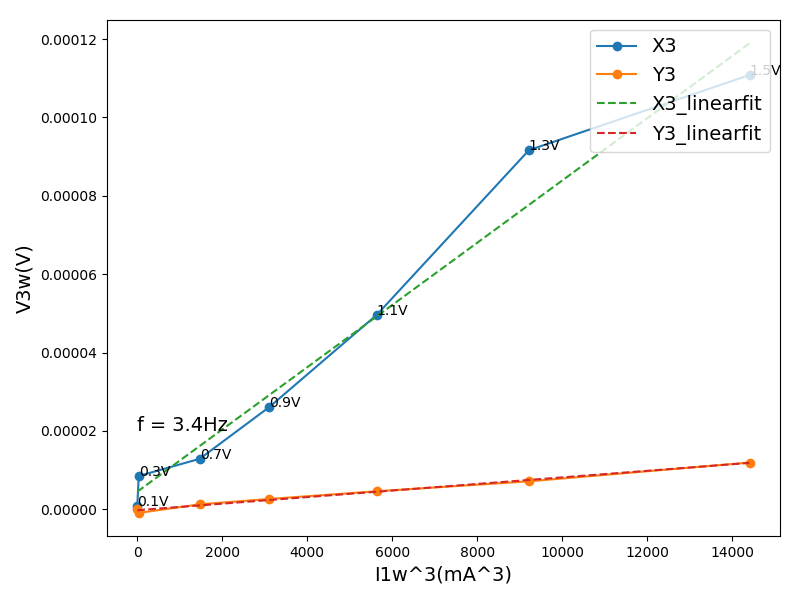 0.00012
0.00010
0.00008
0.00006
0.00004
0.00002
0.00000
V3w(V)
X3
Y3
X3_linearfit
Y3_linearfit
1.5V
1.3V
1.1V
0.9V
f = 3.4Hz
0.7V
0.3V
0.1V
0 2000 4000 6000 8000 10000 12000 14000
I1w^3(mA^3)